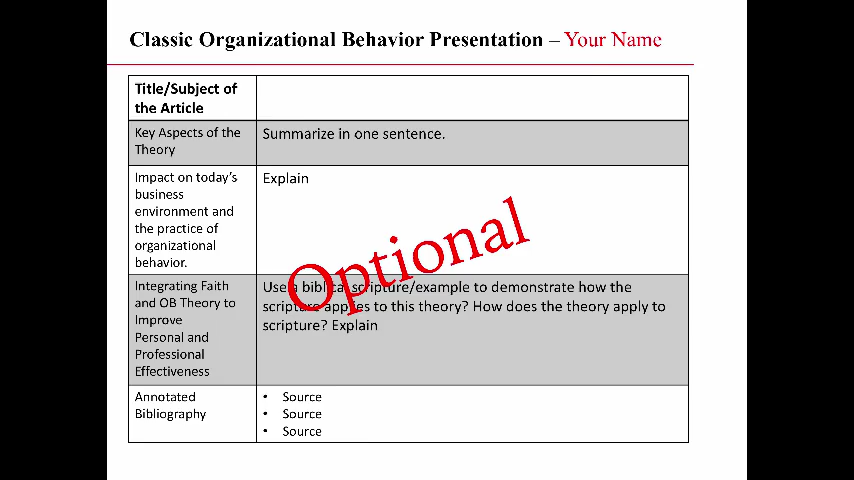 Classic Organizational Behavior Presentation – Your Name
Title/Subject of
the Article
Key Aspects of the
Theory
Summarize in one sentence.
Impact on today's
business
environment and
the practice of
organizational
behavior.
Explain
Optional
Integrating Faith
and OB Theory to
Improve
Personal and
Professional
Effectiveness
Use a biblical scripture/example to demonstrate how the
scripture applies to this theory? How does the theory apply to
scripture? Explain
Annotated
Bibliography
• Source
• Source
• Source